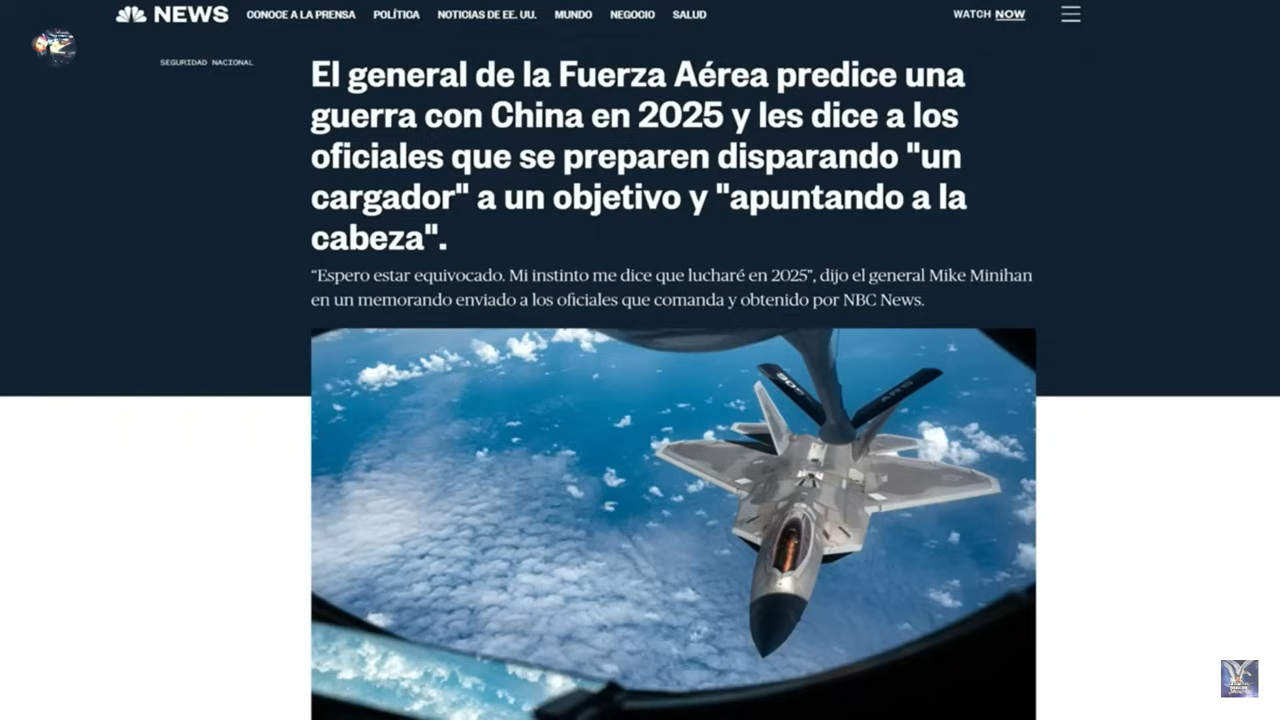 NEWS CONOCE A LA PRENSA POLÍTICA NOTICIAS DE EE. UU. MUNDO NEGOCIO SALUD WATCH NOW
SEGURIDAD NACIONAL
El general de la Fuerza Aérea predice una
guerra con China en 2025 y les dice a los
oficiales que se preparen disparando "un
cargador" a un objetivo y "apuntando a la
cabeza".
“Espero estar equivocado. Mi instinto me dice que lucharé en 2025”, dijo el general Mike Minihan
en un memorando enviado a los oficiales que comanda y obtenido por NBC News.